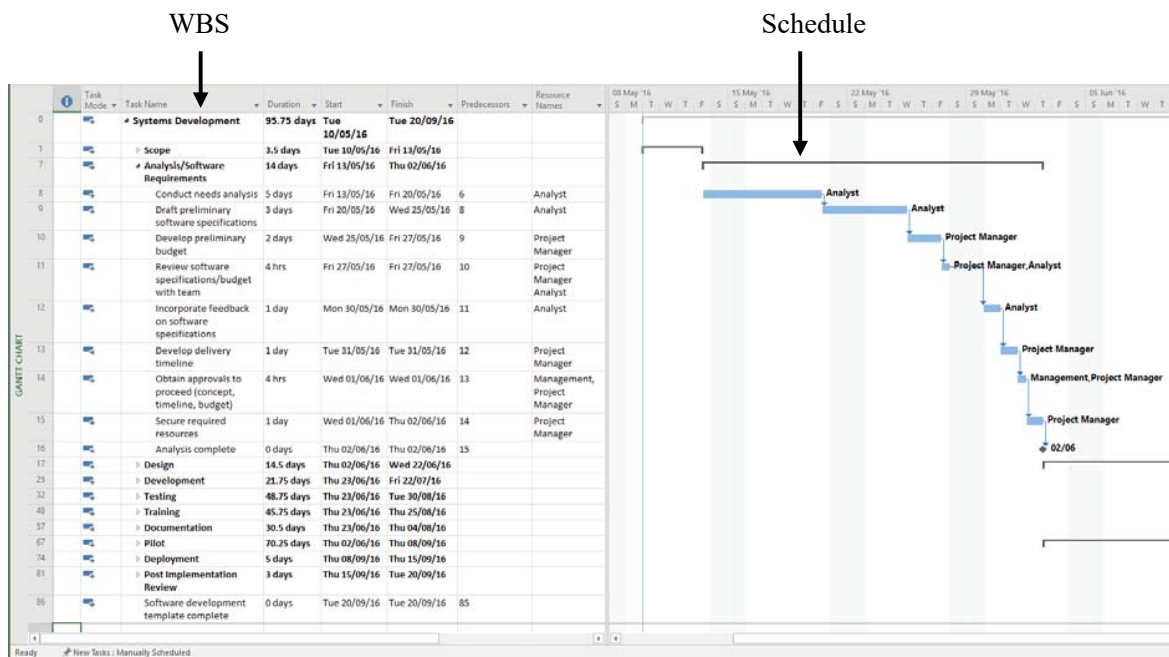 WBS
Schedule
Task Mode Task Name Duration Start Finish Predecessors Resource Names
08 May '16 15 May '16 22 May '16 29 May '16 05 Jun '16
S M T W T F S S M T W T F S S M T W T F S S M T W T F S S M T W T
0 Systems Development 95.75 days Tue 10/05/16 Tue 20/09/16
1 Scope 3.5 days Tue 10/05/16 Fri 13/05/16
7 Analysis/Software Requirements 14 days Fri 13/05/16 Thu 02/06/16
8 Conduct needs analysis 5 days Fri 13/05/16 Fri 20/05/16 6 Analyst
Analyst
9 Draft preliminary software specifications 3 days Fri 20/05/16 Wed 25/05/16 8 Analyst
Analyst
10 Develop preliminary budget 2 days Wed 25/05/16 Fri 27/05/16 9 Project Manager
Project Manager
11 Review software specifications/budget with team 4 hrs Fri 27/05/16 Fri 27/05/16 10 Project Manager Analyst
Project Manager,Analyst
12 Incorporate feedback on software specifications 1 day Mon 30/05/16 Mon 30/05/16 11 Analyst
Analyst
13 Develop delivery timeline 1 day Tue 31/05/16 Tue 31/05/16 12 Project Manager
Project Manager
14 Obtain approvals to proceed (concept, timeline, budget) 4 hrs Wed 01/06/16 Wed 01/06/16 13 Management, Project Manager
Management,Project Manager
15 Secure required resources 1 day Wed 01/06/16 Thu 02/06/16 14 Project Manager
Project Manager
16 Analysis complete 0 days Thu 02/06/16 Thu 02/06/16 15
02/06
17 Design 14.5 days Thu 02/06/16 Wed 22/06/16
Development 21.75 days Thu 23/06/16 Fri 22/07/16
32 Testing 48.75 days Thu 23/06/16 Tue 30/08/16
48 Training 45.75 days Thu 23/06/16 Thu 25/08/16
57 Documentation 30.5 days Thu 23/06/16 Thu 04/08/16
67 Pilot 70.25 days Thu 02/06/16 Thu 08/09/16
74 Deployment 5 days Thu 08/09/16 Thu 15/09/16
81 Post Implementation Review 3 days Thu 15/09/16 Tue 20/09/16
86 Software development template complete 0 days Tue 20/09/16 Tue 20/09/16 85
GANTT CHART
Ready New Tasks : Manually Scheduled